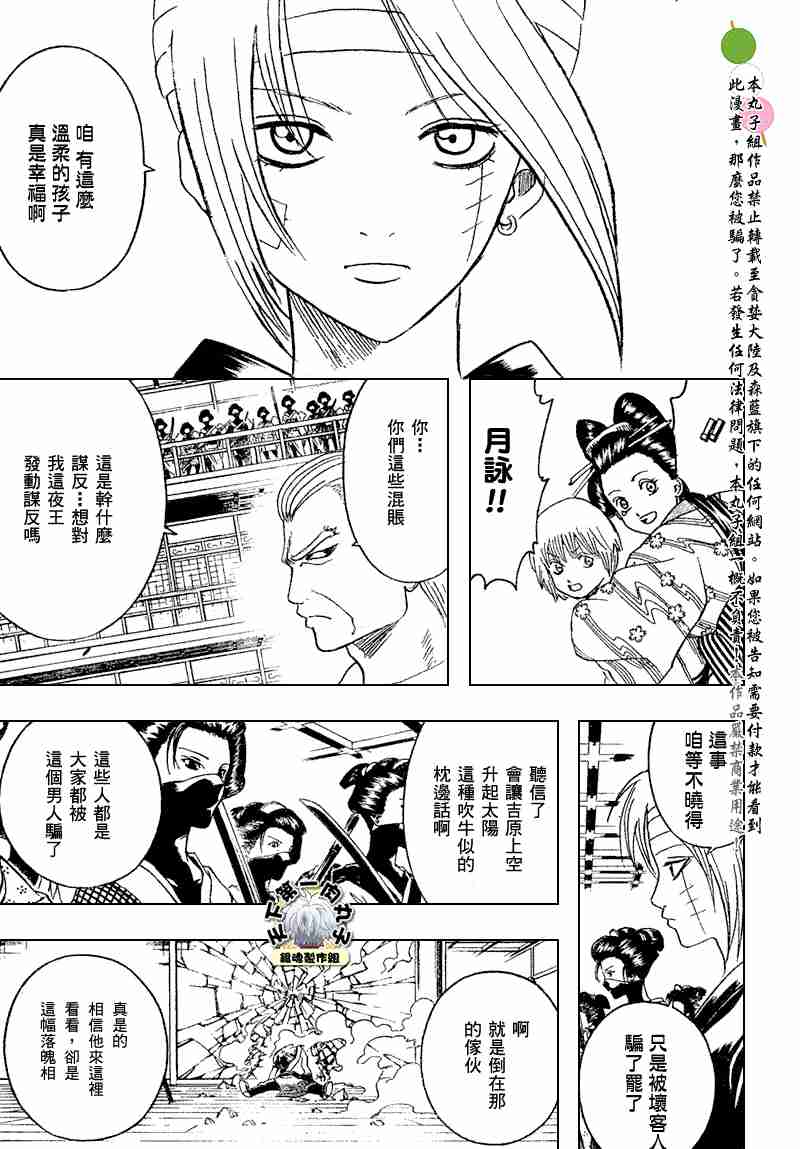 咱 有這麼
溫柔的孩子
真是幸福啊
月詠!!
!!
你…
你們這些混賬
這是幹什麼
謀反…想對
我這夜王
發動謀反嗎
這事
咱等不曉得
只是被壞客人
騙了罷了
聽信了
會讓吉原上空
升起太陽
這種吹牛似的
枕邊話啊
這些人都是
大家都被
這個男人騙了
啊
就是倒在那
的傢伙
真是的
相信他來這裡
看看，卻是
這幅落魄相
天下第一肉丸子
銀魂製作組
本丸子組作品禁止轉載至貪婪大陸及森藍旗下的任何網站。如果您被告知需要付款才能看到
此漫畫，那麼您被騙了。若發生任何法律問題，本丸子組一概不負責！本作品嚴禁商業用途！